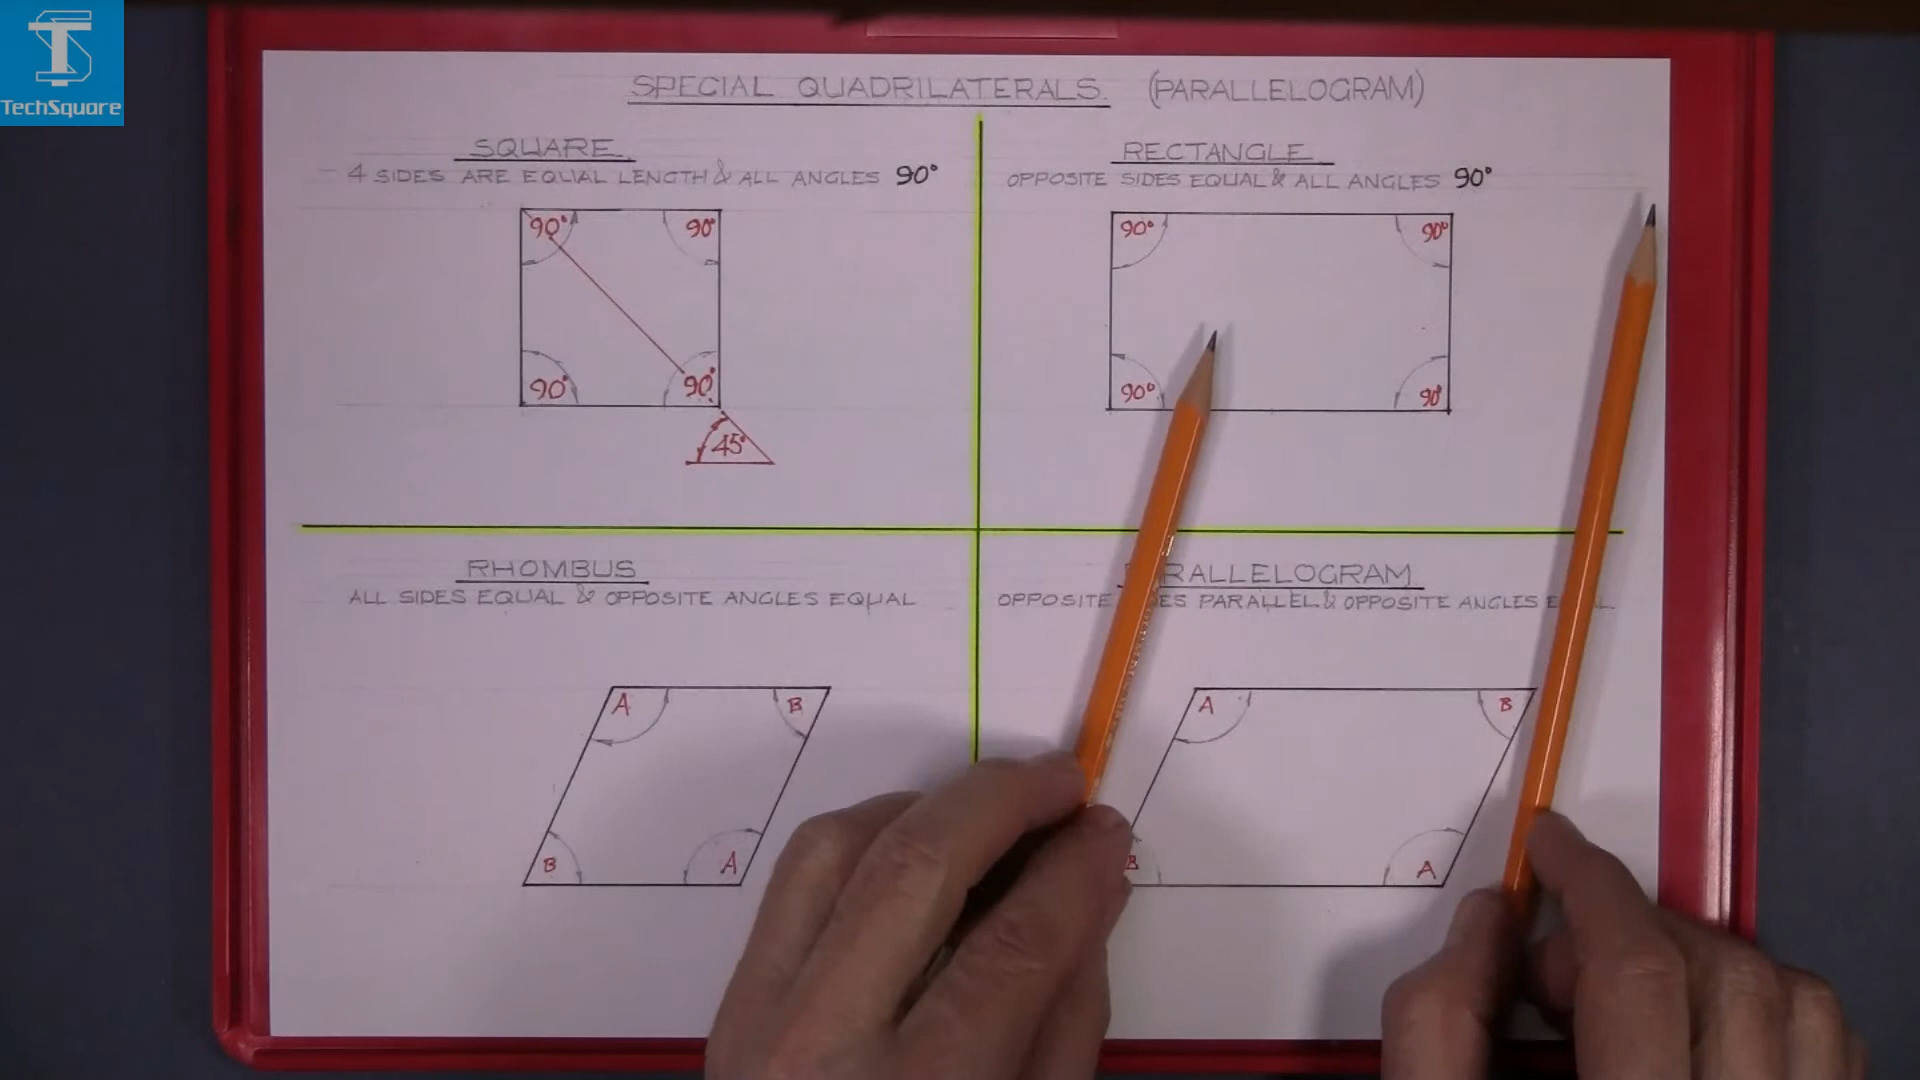 TechSquare
SPECIAL QUADRILATERALS. (PARALLELOGRAM)
SQUARE.
4 SIDES ARE EQUAL LENGTH & ALL ANGLES 90°
90° 90°
90° 90°
45°
RECTANGLE
OPPOSITE SIDES EQUAL & ALL ANGLES 90°
90° 90°
90° 90°
RHOMBUS
ALL SIDES EQUAL & OPPOSITE ANGLES EQUAL
A B
B A
OPPOSITE PARALLEL & OPPOSITE ANGLES
A B
B A